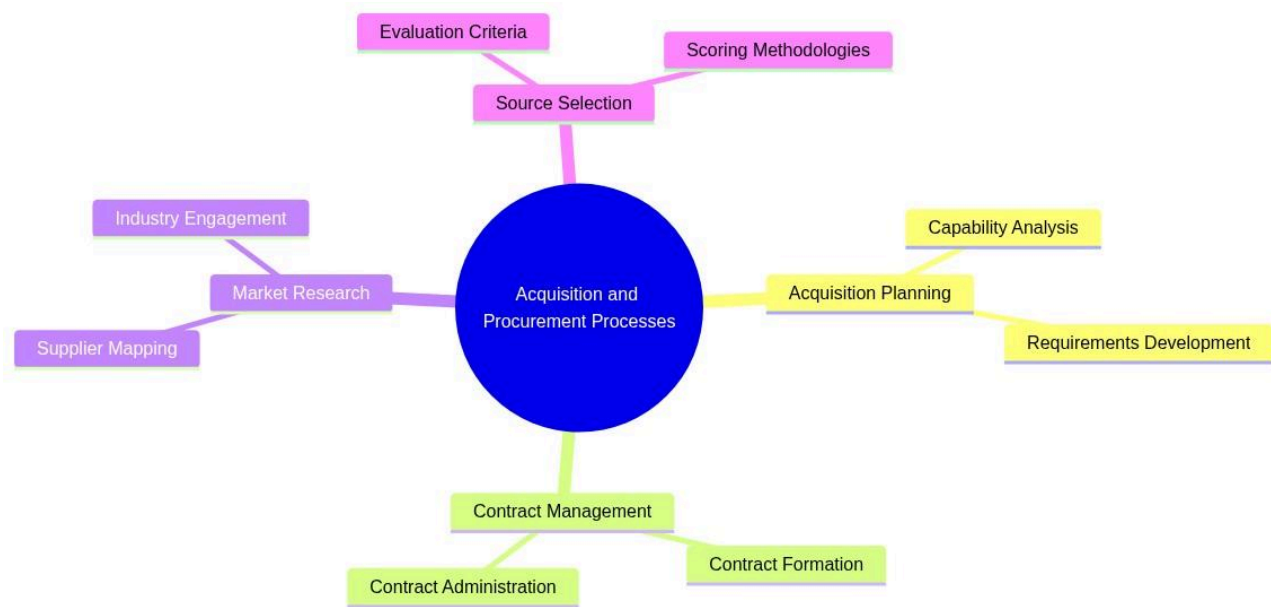 Evaluation Criteria
Scoring Methodologies
Source Selection
Industry Engagement
Market Research
Supplier Mapping
Acquisition and
Procurement Processes
Capability Analysis
Acquisition Planning
Requirements Development
Contract Management
Contract Formation
Contract Administration